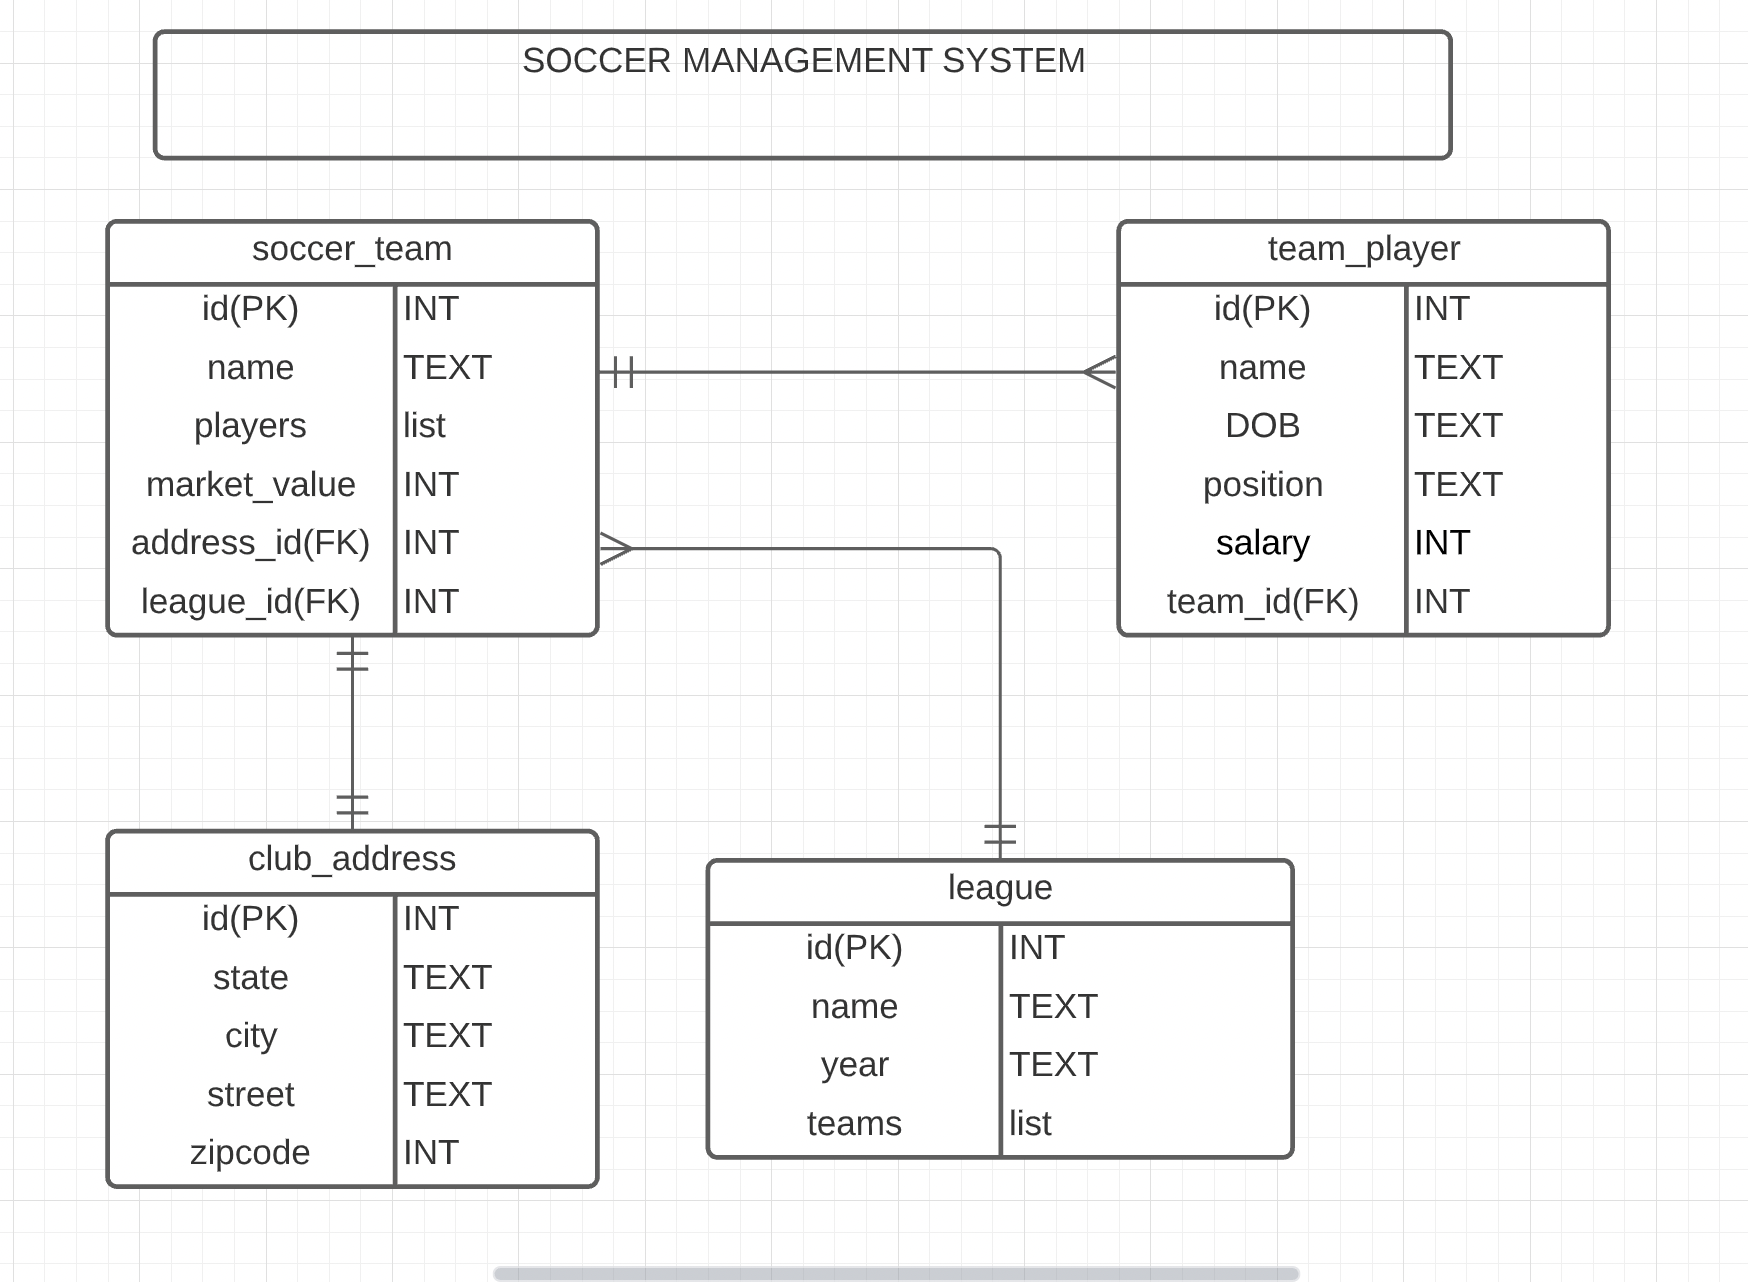 SOCCER MANAGEMENT SYSTEM
soccer_team
id(PK) INT
name TEXT
players list
market_value INT
address_id(FK) INT
league_id(FK) INT
team_player
id(PK) INT
name TEXT
DOB TEXT
position TEXT
salary INT
team_id(FK) INT
club_address
id(PK) INT
state TEXT
city TEXT
street TEXT
zipcode INT
league
id(PK) INT
name TEXT
year TEXT
teams list